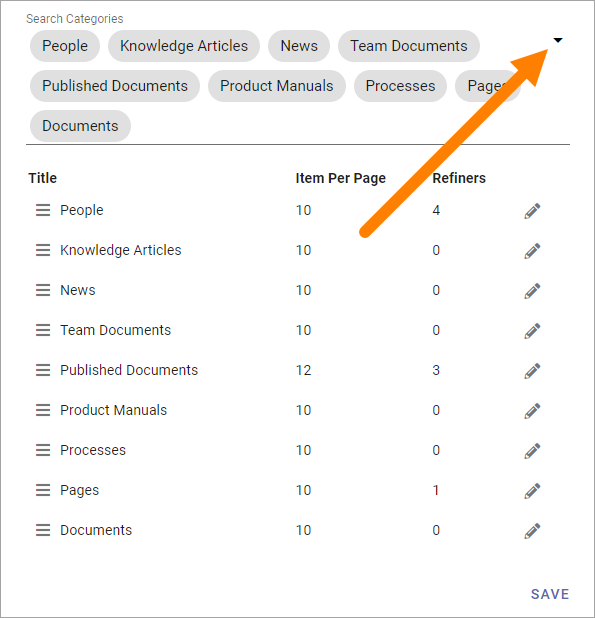 Search Categories
People Knowledge Articles News Team Documents
Published Documents Product Manuals Processes Pages
Documents
Title Item Per Page Refiners
People 10 4
Knowledge Articles 10 0
News 10 0
Team Documents 10 0
Published Documents 12 3
Product Manuals 10 0
Processes 10 0
Pages 10 1
Documents 10 0
SAVE